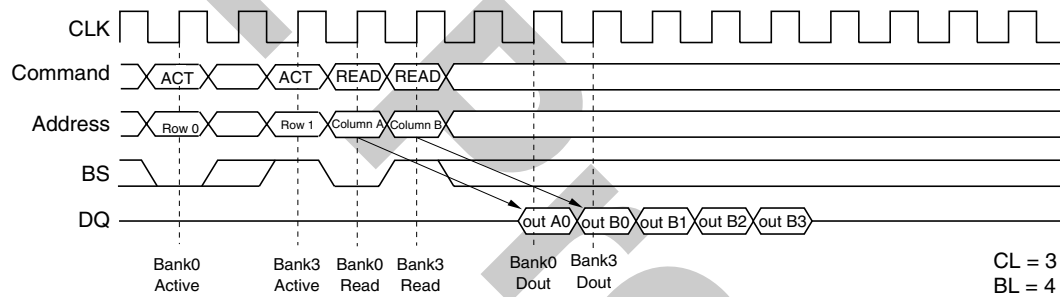 CLK
Command ACT ACT READ READ
Address Row 0 Row 1 Column A Column B
BS
DQ out A0 out B0 out B1 out B2 out B3
Bank0 Active
Bank3 Active
Bank0 Read
Bank3 Read
Bank0 Dout
Bank3 Dout
CL = 3
BL = 4